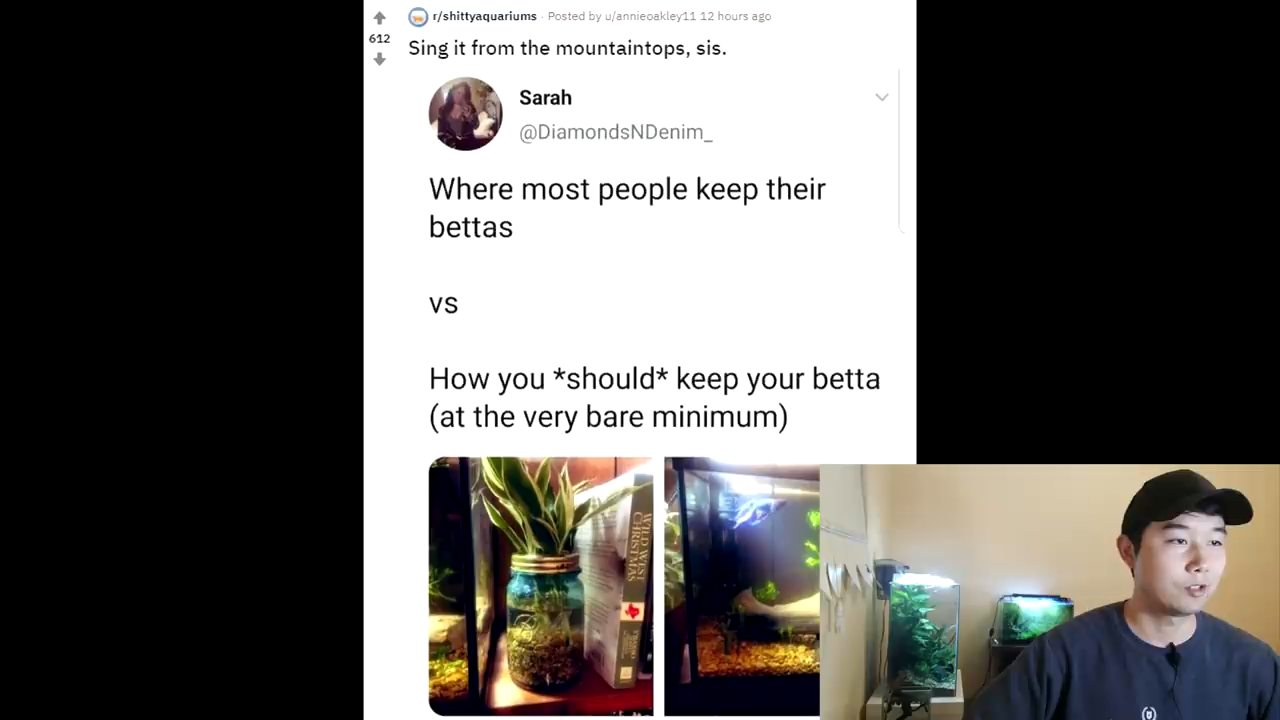 r/shittyaquariums · Posted by u/annieoakley11 12 hours ago
612
Sing it from the mountaintops, sis.
Sarah
@DiamondsNDenim_
Where most people keep their
bettas
vs
How you *should* keep your betta
(at the very bare minimum)
WILD WEST
CHRISTMAS